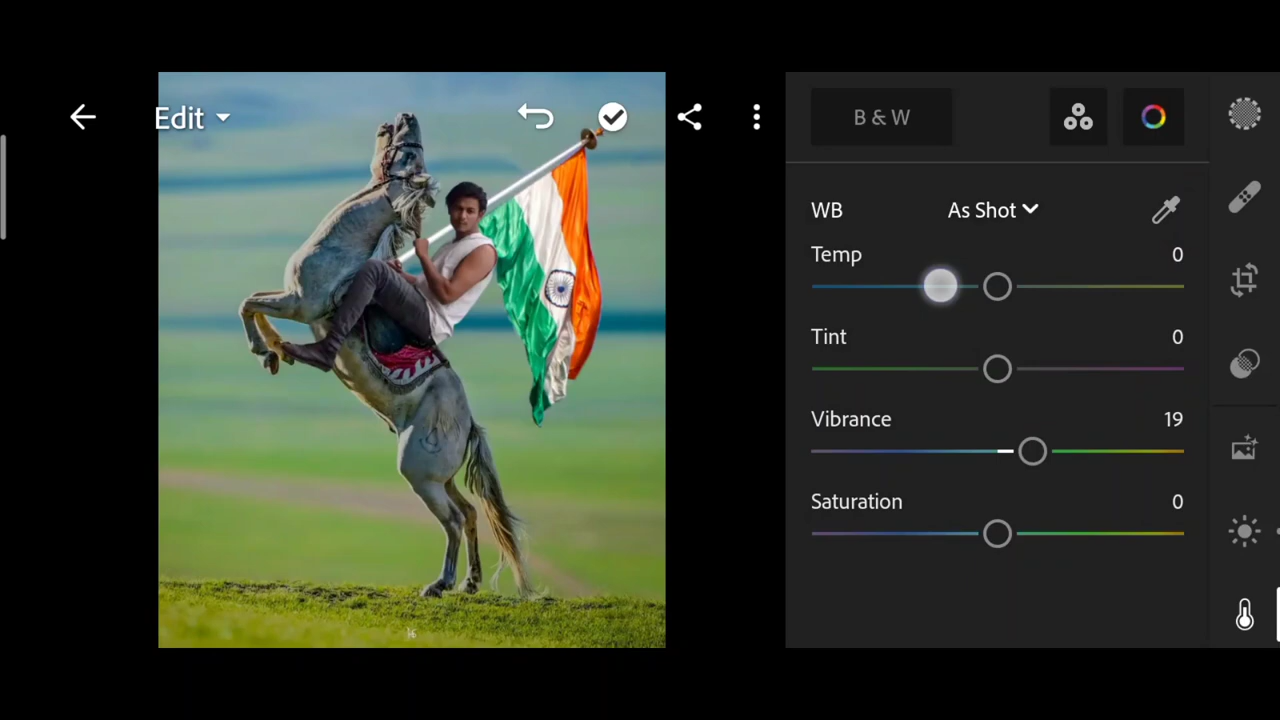 Edit
B & W
WB
As Shot
Temp
0
Tint
0
Vibrance
19
Saturation
0